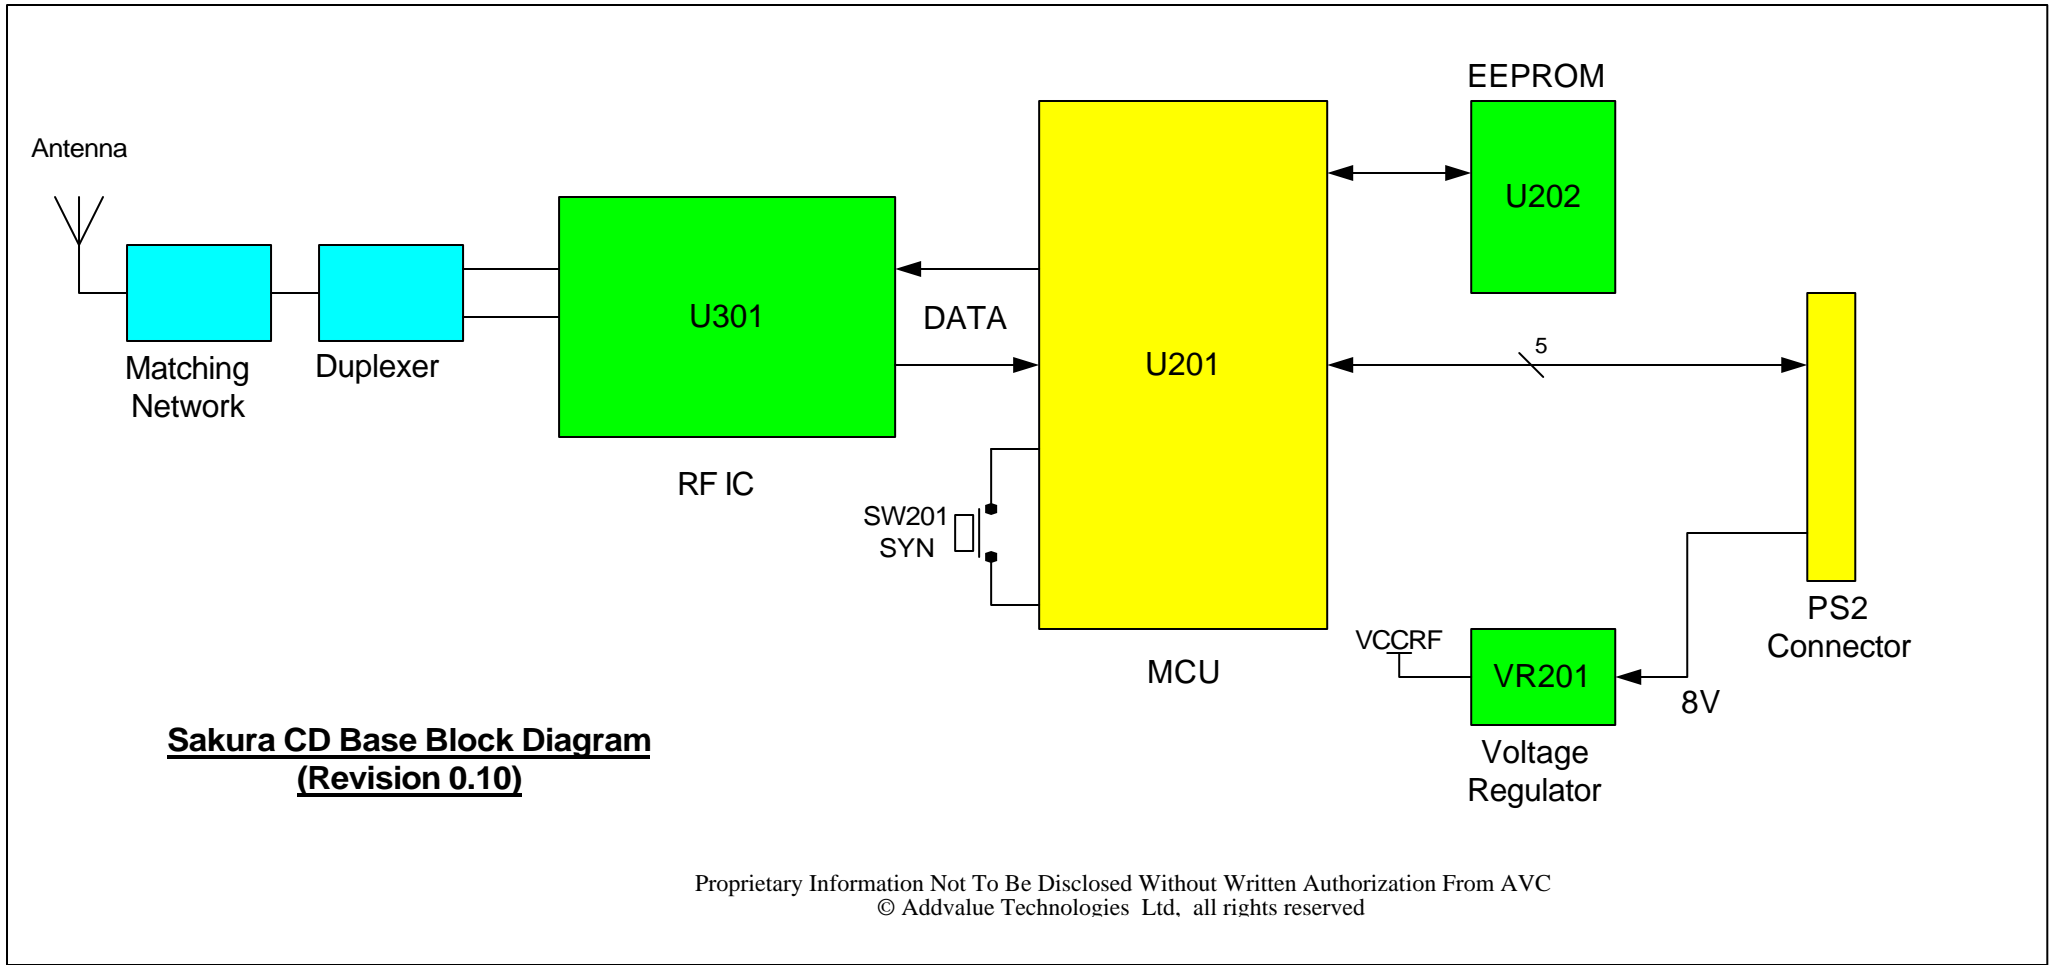 EEPROM
Antenna
U202
U301
DATA
5
U201
Matching
Network
Duplexer
RF IC
SW201
SYN
PS2
Connector
VCCRF
MCU
VR201
8V
Sakura CD Base Block Diagram
(Revision 0.10)
Voltage
Regulator
Proprietary Information Not To Be Disclosed Without Written Authorization From AVC
© Addvalue Technologies Ltd, all rights reserved